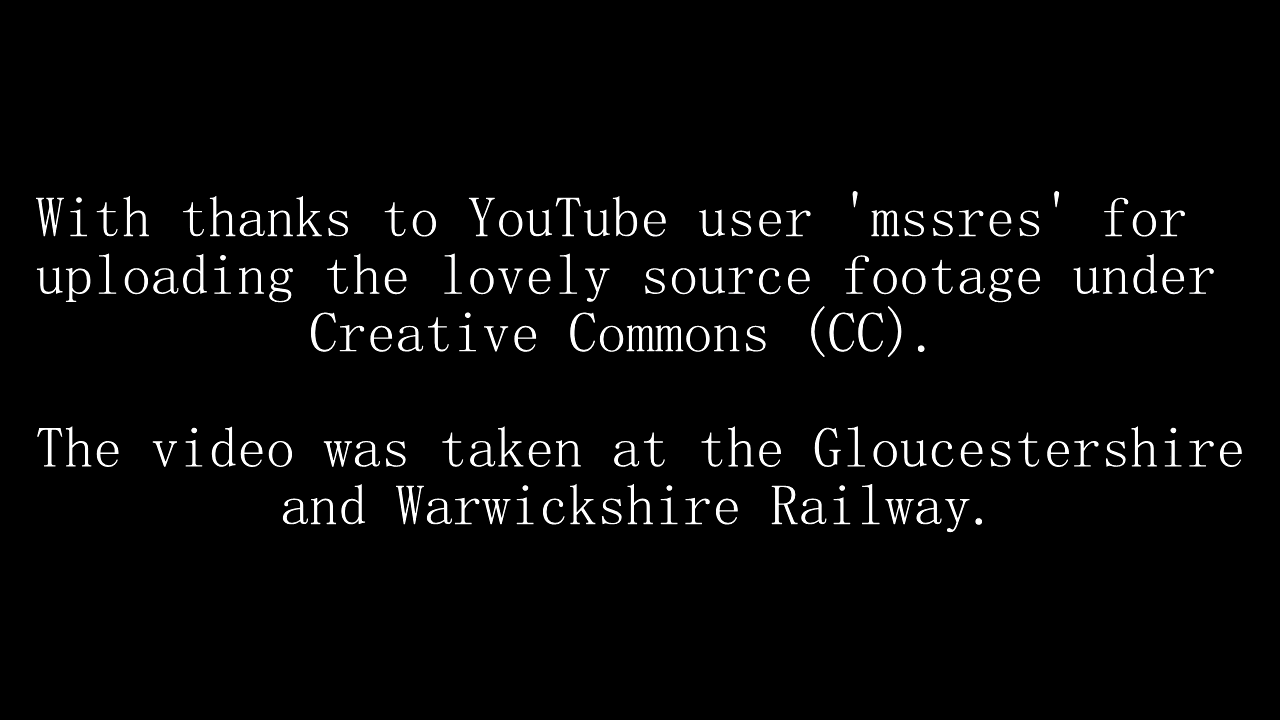 With thanks to YouTube user 'mssres' for
uploading the lovely source footage under
Creative Commons (CC).
The video was taken at the Gloucestershire
and Warwickshire Railway.